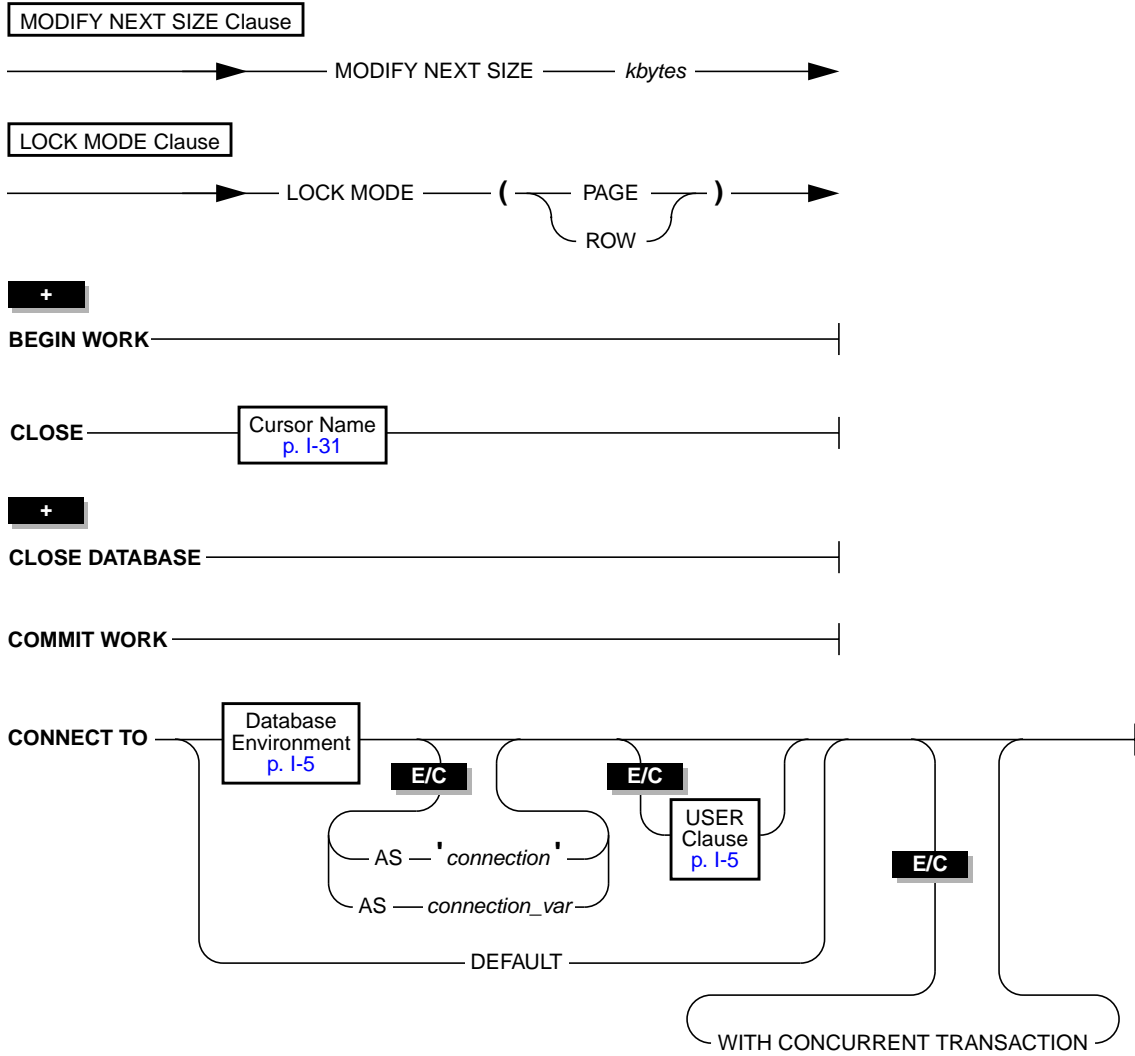 MODIFY NEXT SIZE Clause
MODIFY NEXT SIZE kbytes
LOCK MODE Clause
LOCK MODE ( PAGE )
ROW
+
BEGIN WORK
CLOSE Cursor Name
p. I-31
+
CLOSE DATABASE
COMMIT WORK
CONNECT TO Database
Environment
p. I-5
E/C
E/C
USER
Clause
p. I-5
AS 'connection'
E/C
AS connection_var
DEFAULT
WITH CONCURRENT TRANSACTION